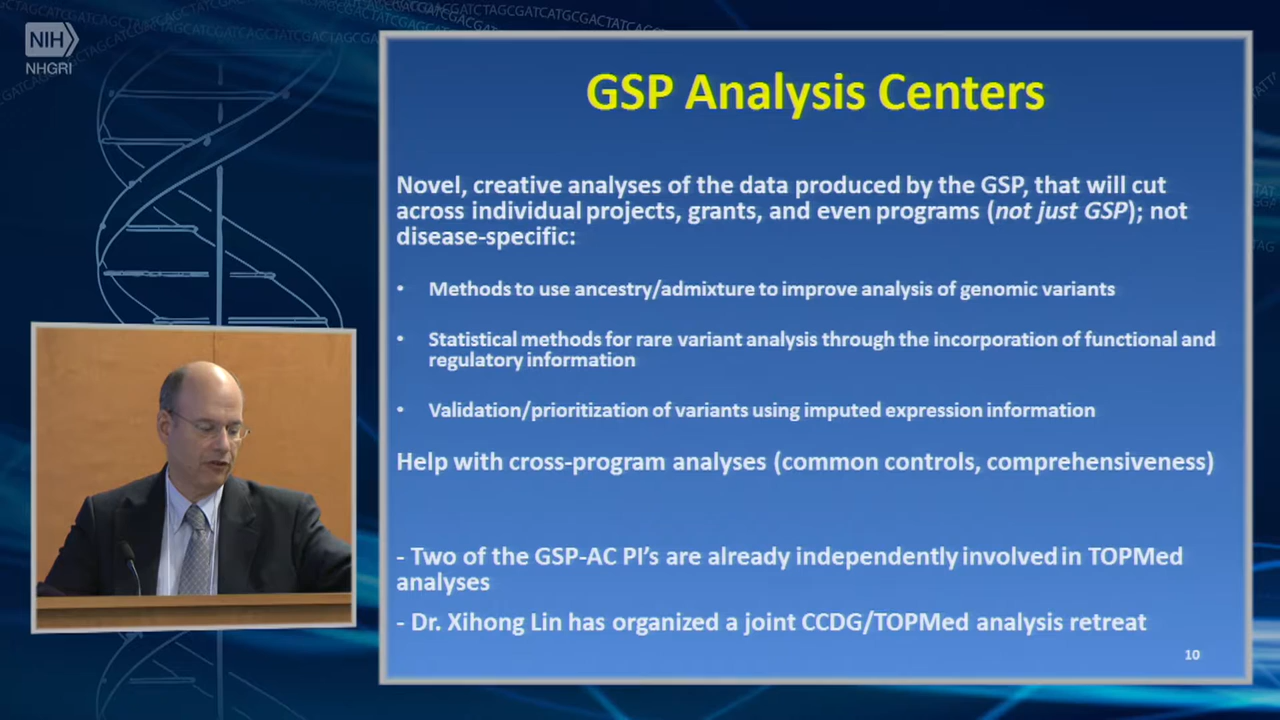 NIH
NHGRI
GSP Analysis Centers
Novel, creative analyses of the data produced by the GSP, that will cut
across individual projects, grants, and even programs (not just GSP); not
disease-specific:
• Methods to use ancestry/admixture to improve analysis of genomic variants
• Statistical methods for rare variant analysis through the incorporation of functional and
regulatory information
• Validation/prioritization of variants using imputed expression information
Help with cross-program analyses (common controls, comprehensiveness)
- Two of the GSP-AC PI's are already independently involved in TOPMed
analyses
- Dr. Xihong Lin has organized a joint CCDG/TOPMed analysis retreat
10